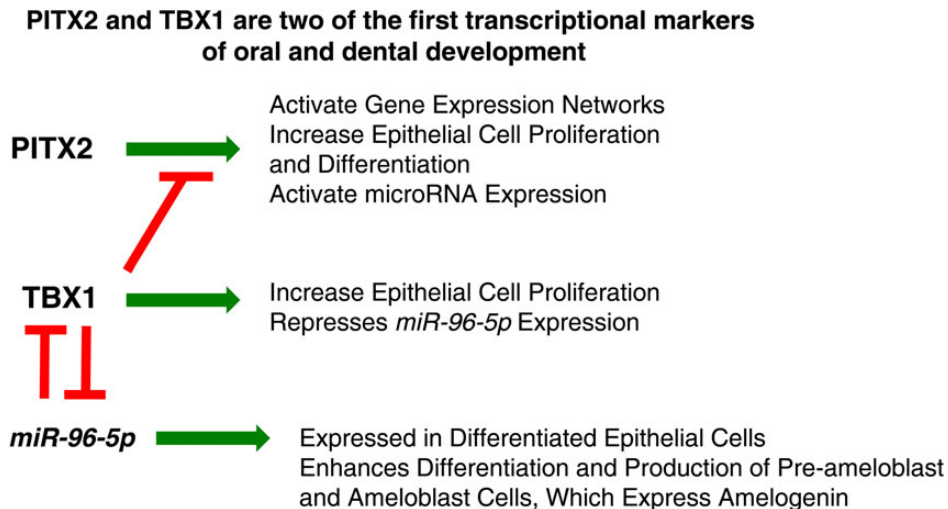 PITX2 and TBX1 are two of the first transcriptional markers
of oral and dental development
PITX2
Activate Gene Expression Networks
Increase Epithelial Cell Proliferation
and Differentiation
Activate microRNA Expression
TBX1
Increase Epithelial Cell Proliferation
Represses miR-96-5p Expression
miR-96-5p
Expressed in Differentiated Epithelial Cells
Enhances Differentiation and Production of Pre-ameloblast
and Ameloblast Cells, Which Express Amelogenin